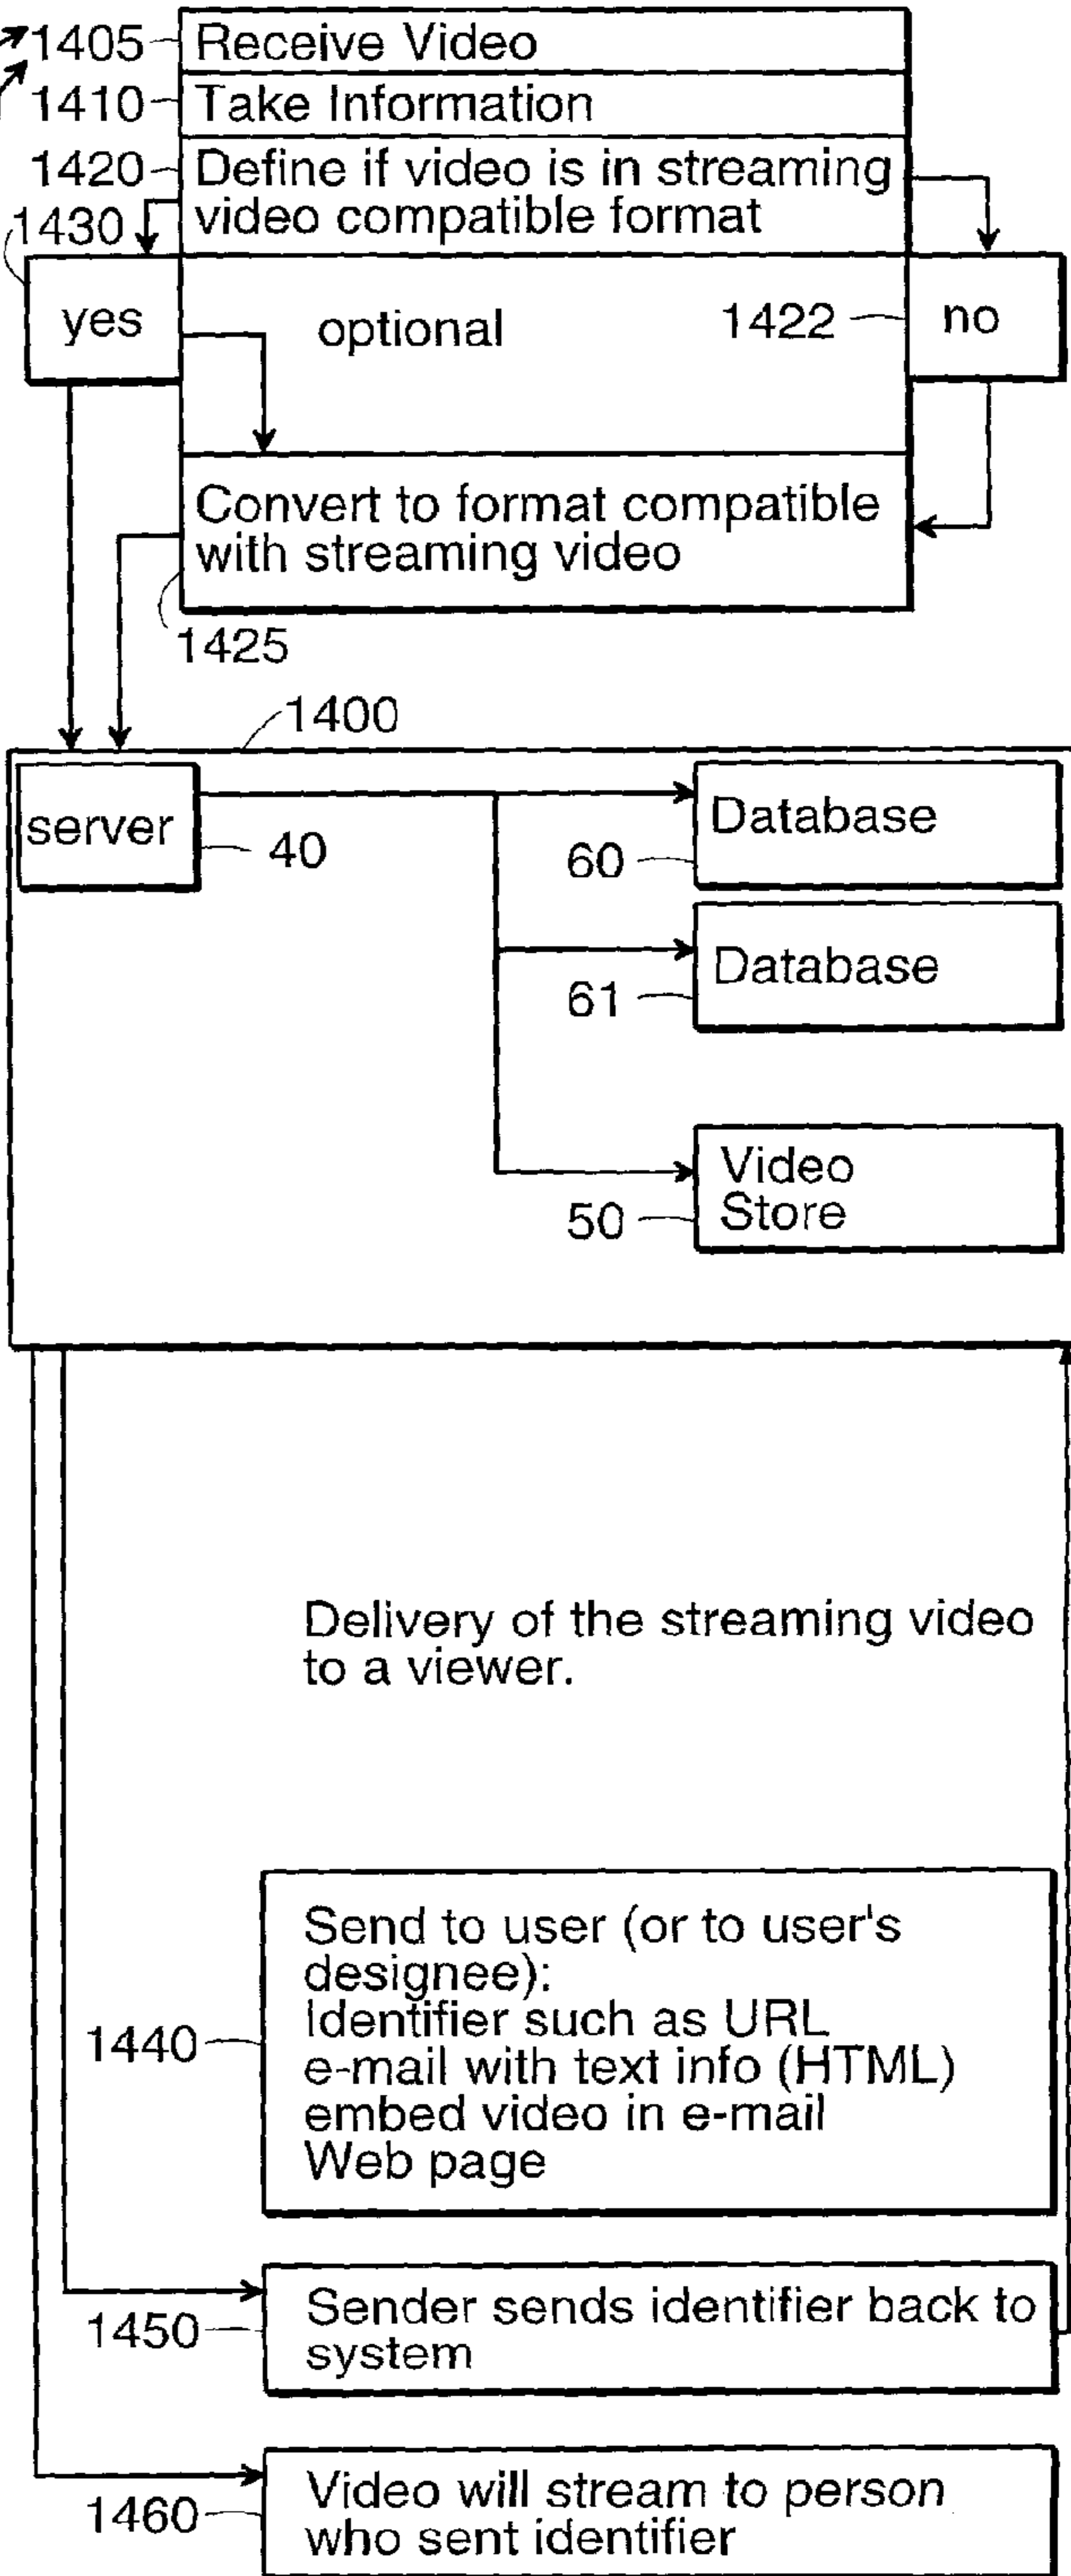 1405 Receive Video
1410 Take Information
1420 Define if video is in streaming
video compatible format
1430
yes
optional
1422
no
Convert to format compatible
with streaming video
1425
1400
server
40
Database
60
Database
61
Video
Store
50
Delivery of the streaming video
to a viewer.
Send to user (or to user's
designee):
Identifier such as URL
e-mail with text info (HTML)
embed video in e-mail
Web page
1440
Sender sends identifier back to
system
1450
Video will stream to person
who sent identifier
1460